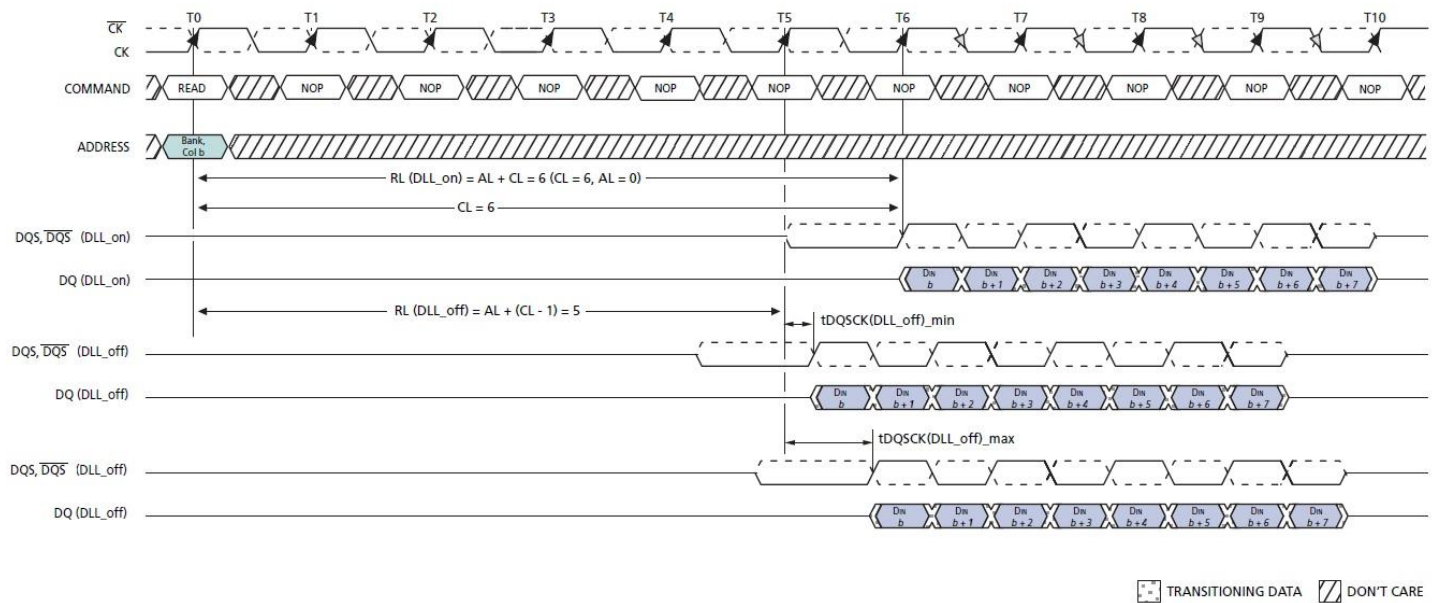 T0 T1 T2 T3 T4 T5 T6 T7 T8 T9 T10
CK
CK
COMMAND READ NOP NOP NOP NOP NOP NOP NOP NOP NOP NOP
ADDRESS Bank,
Col b
RL (DLL_on) = AL + CL = 6 (CL = 6, AL = 0)
CL = 6
DQS, DQS (DLL_on)
DQ (DLL_on) DIN DIN DIN DIN DIN DIN DIN DIN
b b + 1 b + 2 b + 3 b + 4 b + 5 b + 6 b + 7
RL (DLL_off) = AL + (CL - 1) = 5
tDQSCK(DLL_off)_min
DQS, DQS (DLL_off)
DQ (DLL_off) DIN DIN DIN DIN DIN DIN DIN DIN
b b + 1 b + 2 b + 3 b + 4 b + 5 b + 6 b + 7
tDQSCK(DLL_off)_max
DQS, DQS (DLL_off)
DQ (DLL_off) DIN DIN DIN DIN DIN DIN DIN DIN
b b + 1 b + 2 b + 3 b + 4 b + 5 b + 6 b + 7
TRANSITIONING DATA DON'T CARE